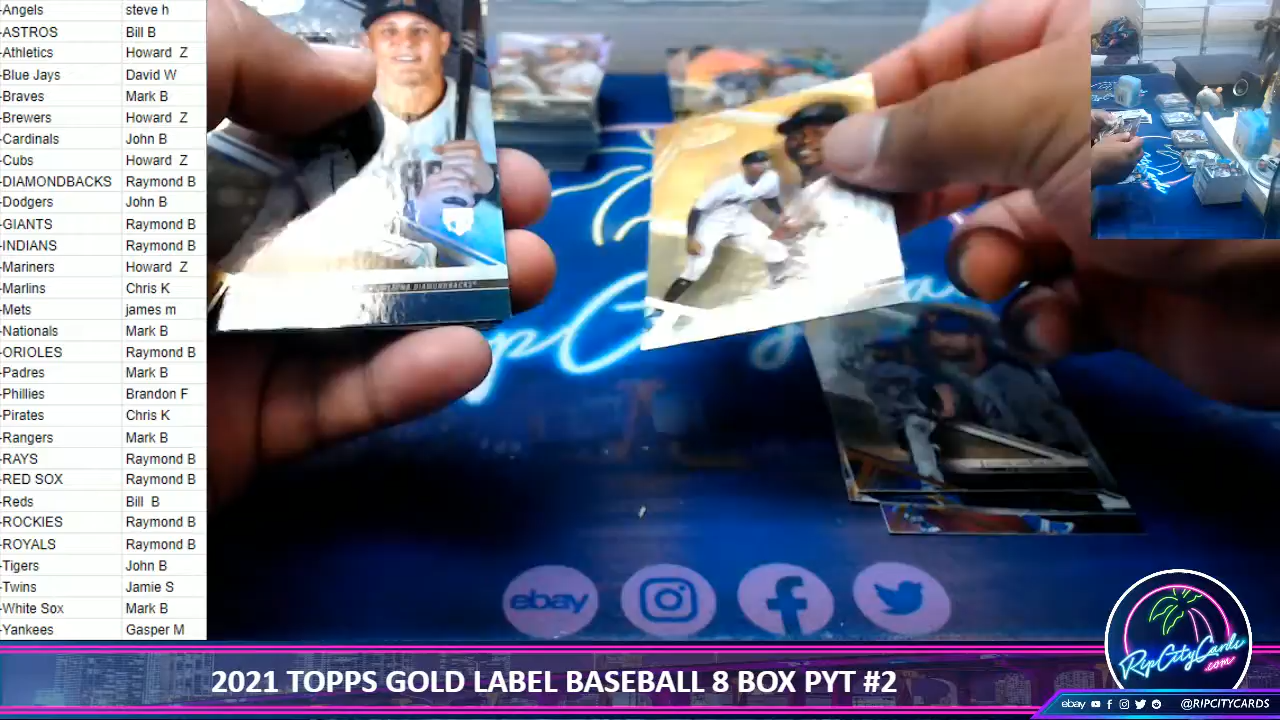 -Angels steve h
-ASTROS Bill B
-Athletics Howard Z
-Blue Jays David W
-Braves Mark B
-Brewers Howard Z
-Cardinals John B
-Cubs Howard Z
-DIAMONDBACKS Raymond B
-Dodgers John B
-GIANTS Raymond B
-INDIANS Raymond B
-Mariners Howard Z
-Marlins Chris K
-Mets james m
-Nationals Mark B
-ORIOLES Raymond B
-Padres Mark B
-Phillies Brandon F
-Pirates Chris K
-Rangers Mark B
-RAYS Raymond B
-RED SOX Raymond B
-Reds Bill B
-ROCKIES Raymond B
-ROYALS Raymond B
-Tigers John B
-Twins Jamie S
-White Sox Mark B
-Yankees Gasper M
DIAMONDBACKS
ebay
RipCityCards
.com
2021 TOPPS GOLD LABEL BASEBALL 8 BOX PYT #2
ebay @RIPCITYCARDS